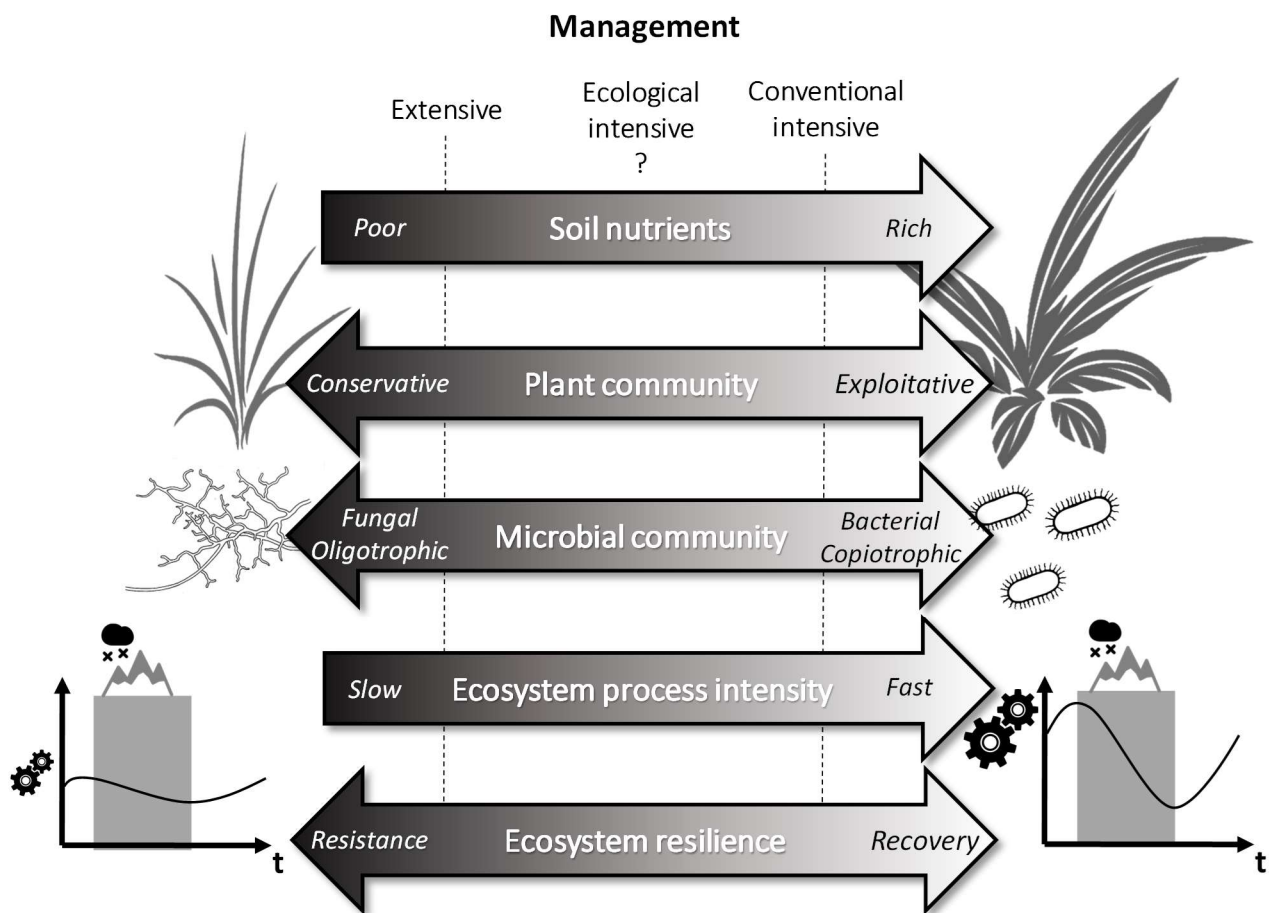 Management
Extensive
Ecological
intensive
?
Conventional
intensive
Poor
Soil nutrients
Rich
Conservative
Plant community
Exploitative
Fungal
Oligotrophic
Microbial community
Bacterial
Copiotrophic
Slow
Ecosystem process intensity
Fast
t
Resistance
Ecosystem resilience
Recovery
t